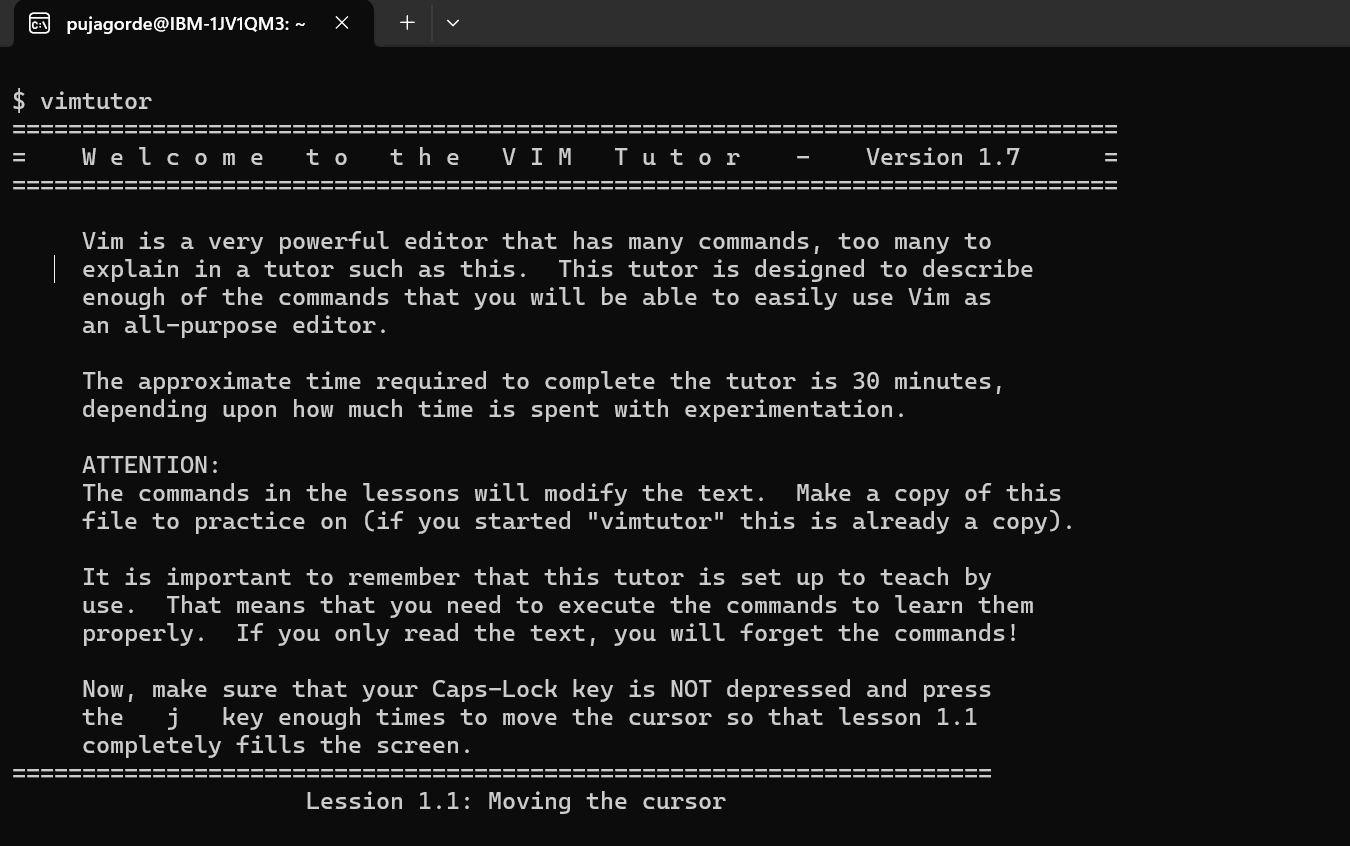 pujagorde@IBM-1JV1QM3: ~
$ vimtutor
===============================================================================
=    W e l c o m e   t o   t h e   V I M   T u t o r    -    Version 1.7      =
===============================================================================
Vim is a very powerful editor that has many commands, too many to
explain in a tutor such as this.  This tutor is designed to describe
enough of the commands that you will be able to easily use Vim as
an all-purpose editor.
The approximate time required to complete the tutor is 30 minutes,
depending upon how much time is spent with experimentation.
ATTENTION:
The commands in the lessons will modify the text.  Make a copy of this
file to practice on (if you started "vimtutor" this is already a copy).
It is important to remember that this tutor is set up to teach by
use.  That means that you need to execute the commands to learn them
properly.  If you only read the text, you will forget the commands!
Now, make sure that your Caps-Lock key is NOT depressed and press
the   j   key enough times to move the cursor so that lesson 1.1
completely fills the screen.
======================================================================
Lession 1.1: Moving the cursor